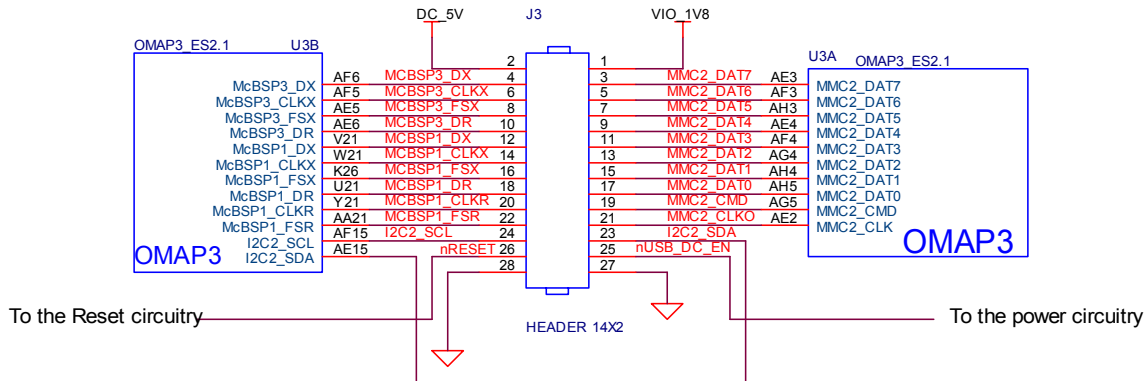 DC_5V J3 VIO_1V8
OMAP3_ES2.1 U3B
U3A OMAP3_ES2.1
2 1
McBSP3_DX AF6 MCBSP3_DX 4 3 MMC2_DAT7 AE3 MMC2_DAT7
McBSP3_CLKX AF5 MCBSP3_CLKX 6 5 MMC2_DAT6 AF3 MMC2_DAT6
McBSP3_FSX AE5 MCBSP3_FSX 8 7 MMC2_DAT5 AH3 MMC2_DAT5
McBSP3_DR AE6 MCBSP3_DR 10 9 MMC2_DAT4 AE4 MMC2_DAT4
McBSP1_DX V21 MCBSP1_DX 12 11 MMC2_DAT3 AF4 MMC2_DAT3
McBSP1_CLKX W21 MCBSP1_CLKX 14 13 MMC2_DAT2 AG4 MMC2_DAT2
McBSP1_FSX K26 MCBSP1_FSX 16 15 MMC2_DAT1 AH4 MMC2_DAT1
McBSP1_DR U21 MCBSP1_DR 18 17 MMC2_DAT0 AH5 MMC2_DAT0
McBSP1_CLKR Y21 MCBSP1_CLKR 20 19 MMC2_CMD AG5 MMC2_CMD
McBSP1_FSR AA21 MCBSP1_FSR 22 21 MMC2_CLKO AE2 MMC2_CLK
I2C2_SCL AF15 I2C2_SCL 24 23 I2C2_SDA
I2C2_SDA AE15 nRESET 26 25 nUSB_DC_EN
28 27
OMAP3 OMAP3
To the Reset circuitry HEADER 14X2 To the power circuitry